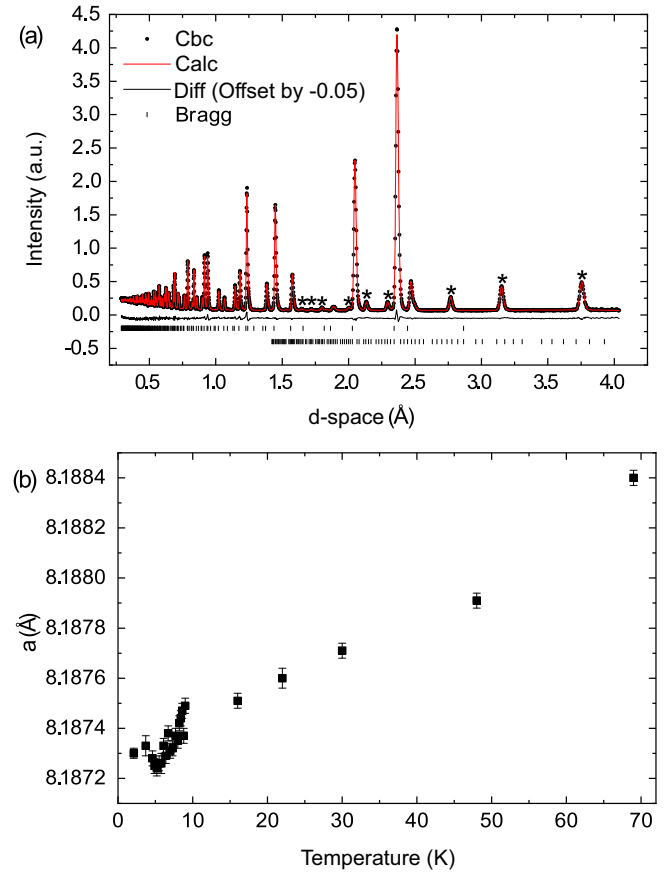 (a)
4.5
4.0
3.5
3.0
2.5
2.0
1.5
1.0
0.5
0.0
-0.5
Intensity (a.u.)
Cbc
Calc
Diff (Offset by -0.05)
Bragg
* * * * * * * * * *
0.5 1.0 1.5 2.0 2.5 3.0 3.5 4.0
d-space (Å)
(b)
8.1884
8.1882
8.1880
8.1878
8.1876
8.1874
8.1872
a (Å)
0 10 20 30 40 50 60 70
Temperature (K)